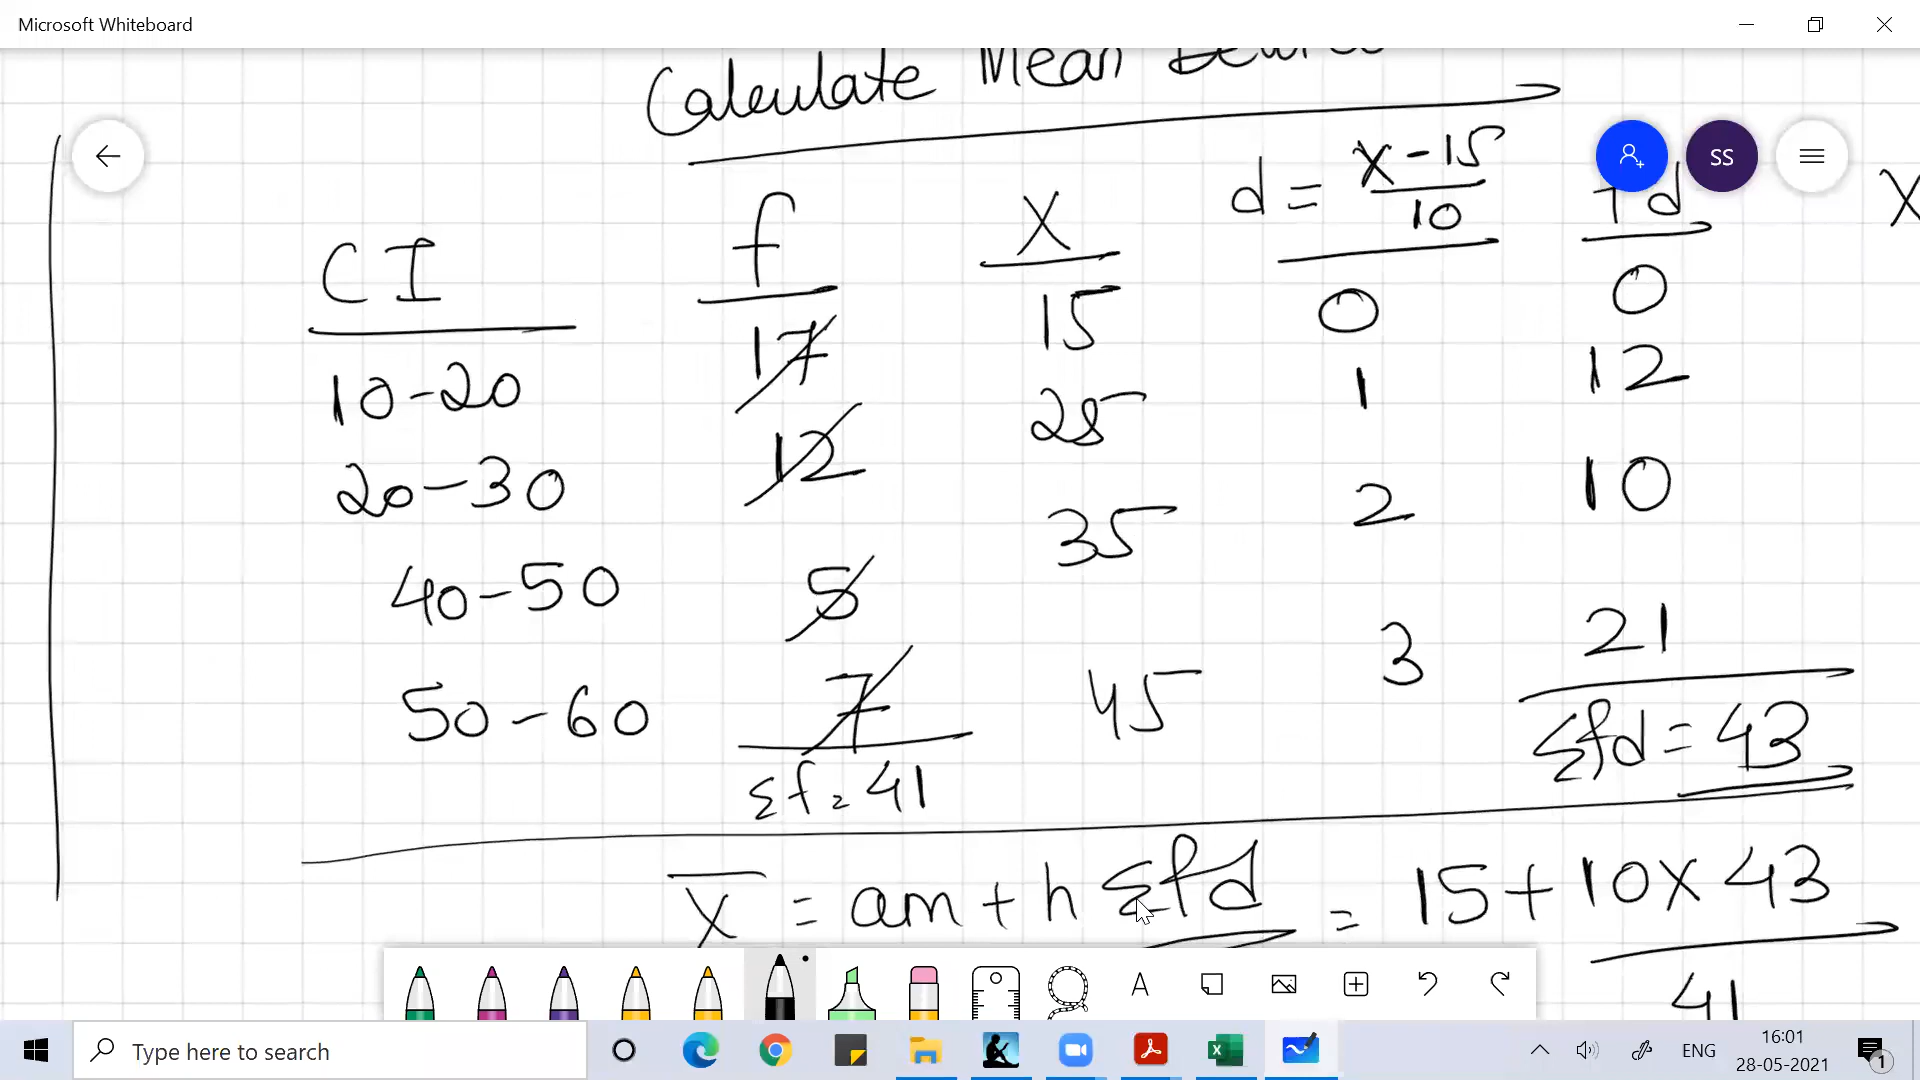 Microsoft Whiteboard
Calculate Mean
CI f X d = X - 15 / 10 fd X
10-20 17 15 0 0
20-30 12 25 1 12
40-50 5 35 2 10
50-60 7 45 3 21
Σf = 41 Σfd = 43
X = am + h Σfd = 15 + 10 x 43
41
SS
A
Type here to search
ENG
16:01
28-05-2021
1